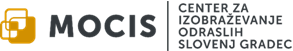 MOCIS
CENTER ZA
IZOBRAŽEVANJE
ODRASLIH
SLOVENJ GRADEC